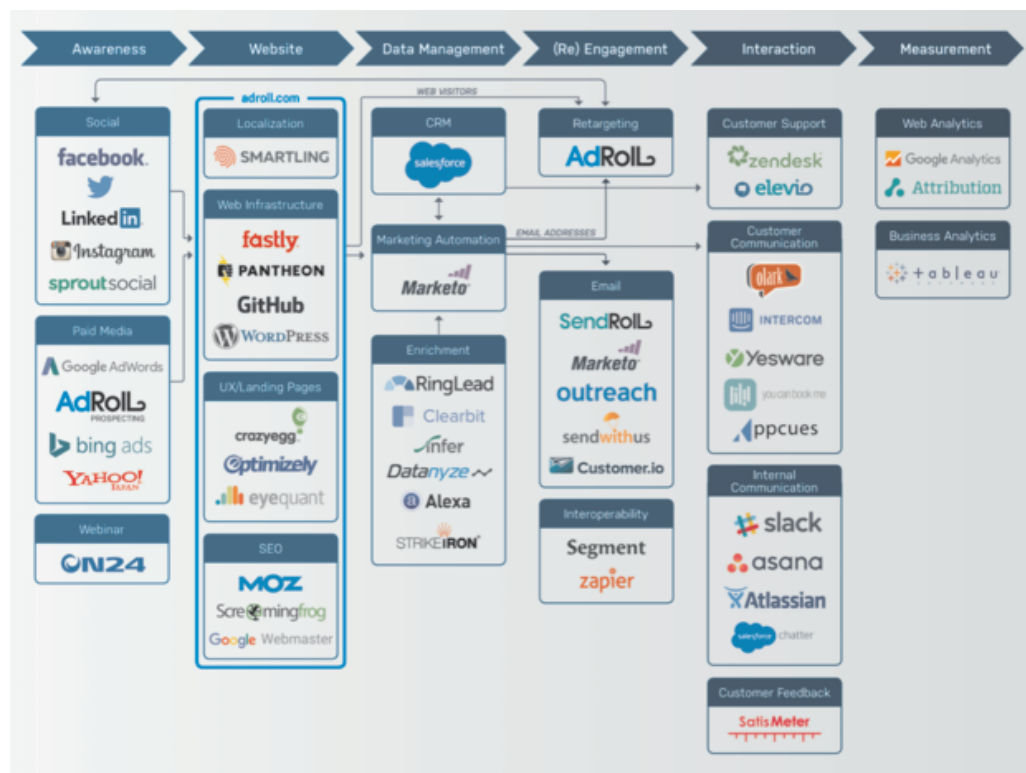 Awareness
Website
Data Management
(Re) Engagement
Interaction
Measurement
adroll.com
WEB VISITORS
Social
facebook.
Linked in
Instagram
sproutsocial
Paid Media
Google AdWords
AdRoll
PROSPECTING
bing ads
YAHOO!
JAPAN
Webinar
ON24
Localization
SMARTLING
Web Infrastructure
fastly
PANTHEON
GitHub
WORDPRESS
UX/Landing Pages
crazyegg
Optimizely
eyequant
SEO
MOZ
Screamingfrog
Google Webmaster
CRM
salesforce
Marketing Automation
Marketo
Enrichment
RingLead
Clearbit
infer
Datanyze
Alexa
STRIKEIRON
Retargeting
AdRoll
EMAIL ADDRESSES
Email
SendRoll
Marketo
outreach
sendwithus
Customer.io
Interoperability
Segment
zapier
Customer Support
zendesk
elevio
Customer
Communication
olark
INTERCOM
Yesware
youcanbook.me
appcues
Internal
Communication
slack
asana
Atlassian
salesforce chatter
Customer Feedback
SatisMeter
Web Analytics
Google Analytics
Attribution
Business Analytics
+ableau